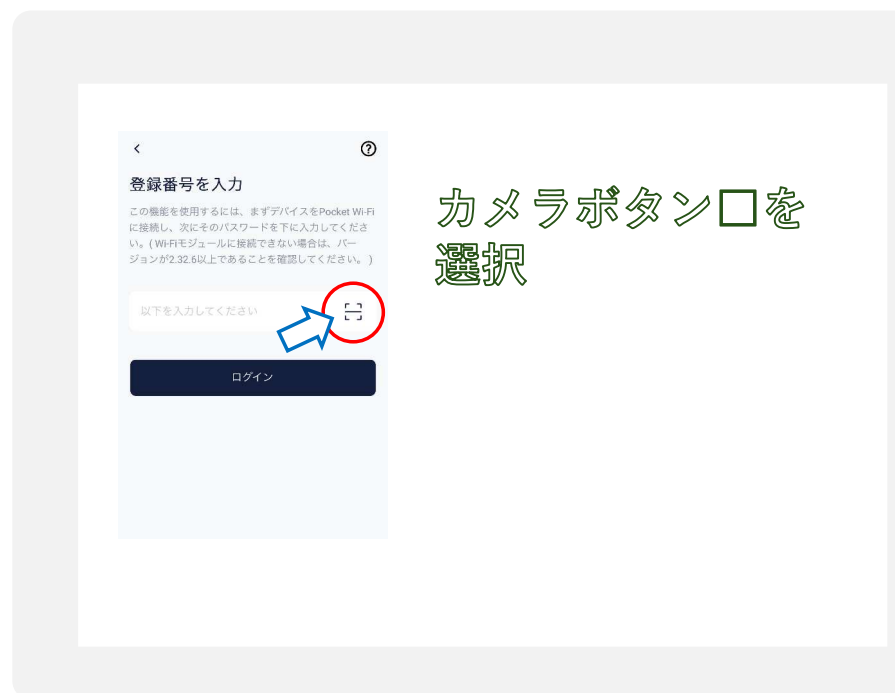 登録番号を入力
この機能を使用するには、まずデバイスをPocket Wi-Fi
に接続し、次にそのパスワードを下に入力してくださ
い。( Wi-Fiモジュールに接続できない場合は、バー
ジョンが2.32.6以上であることを確認してください。 )
以下を入力してください
ログイン
カメラボタン□を
選択